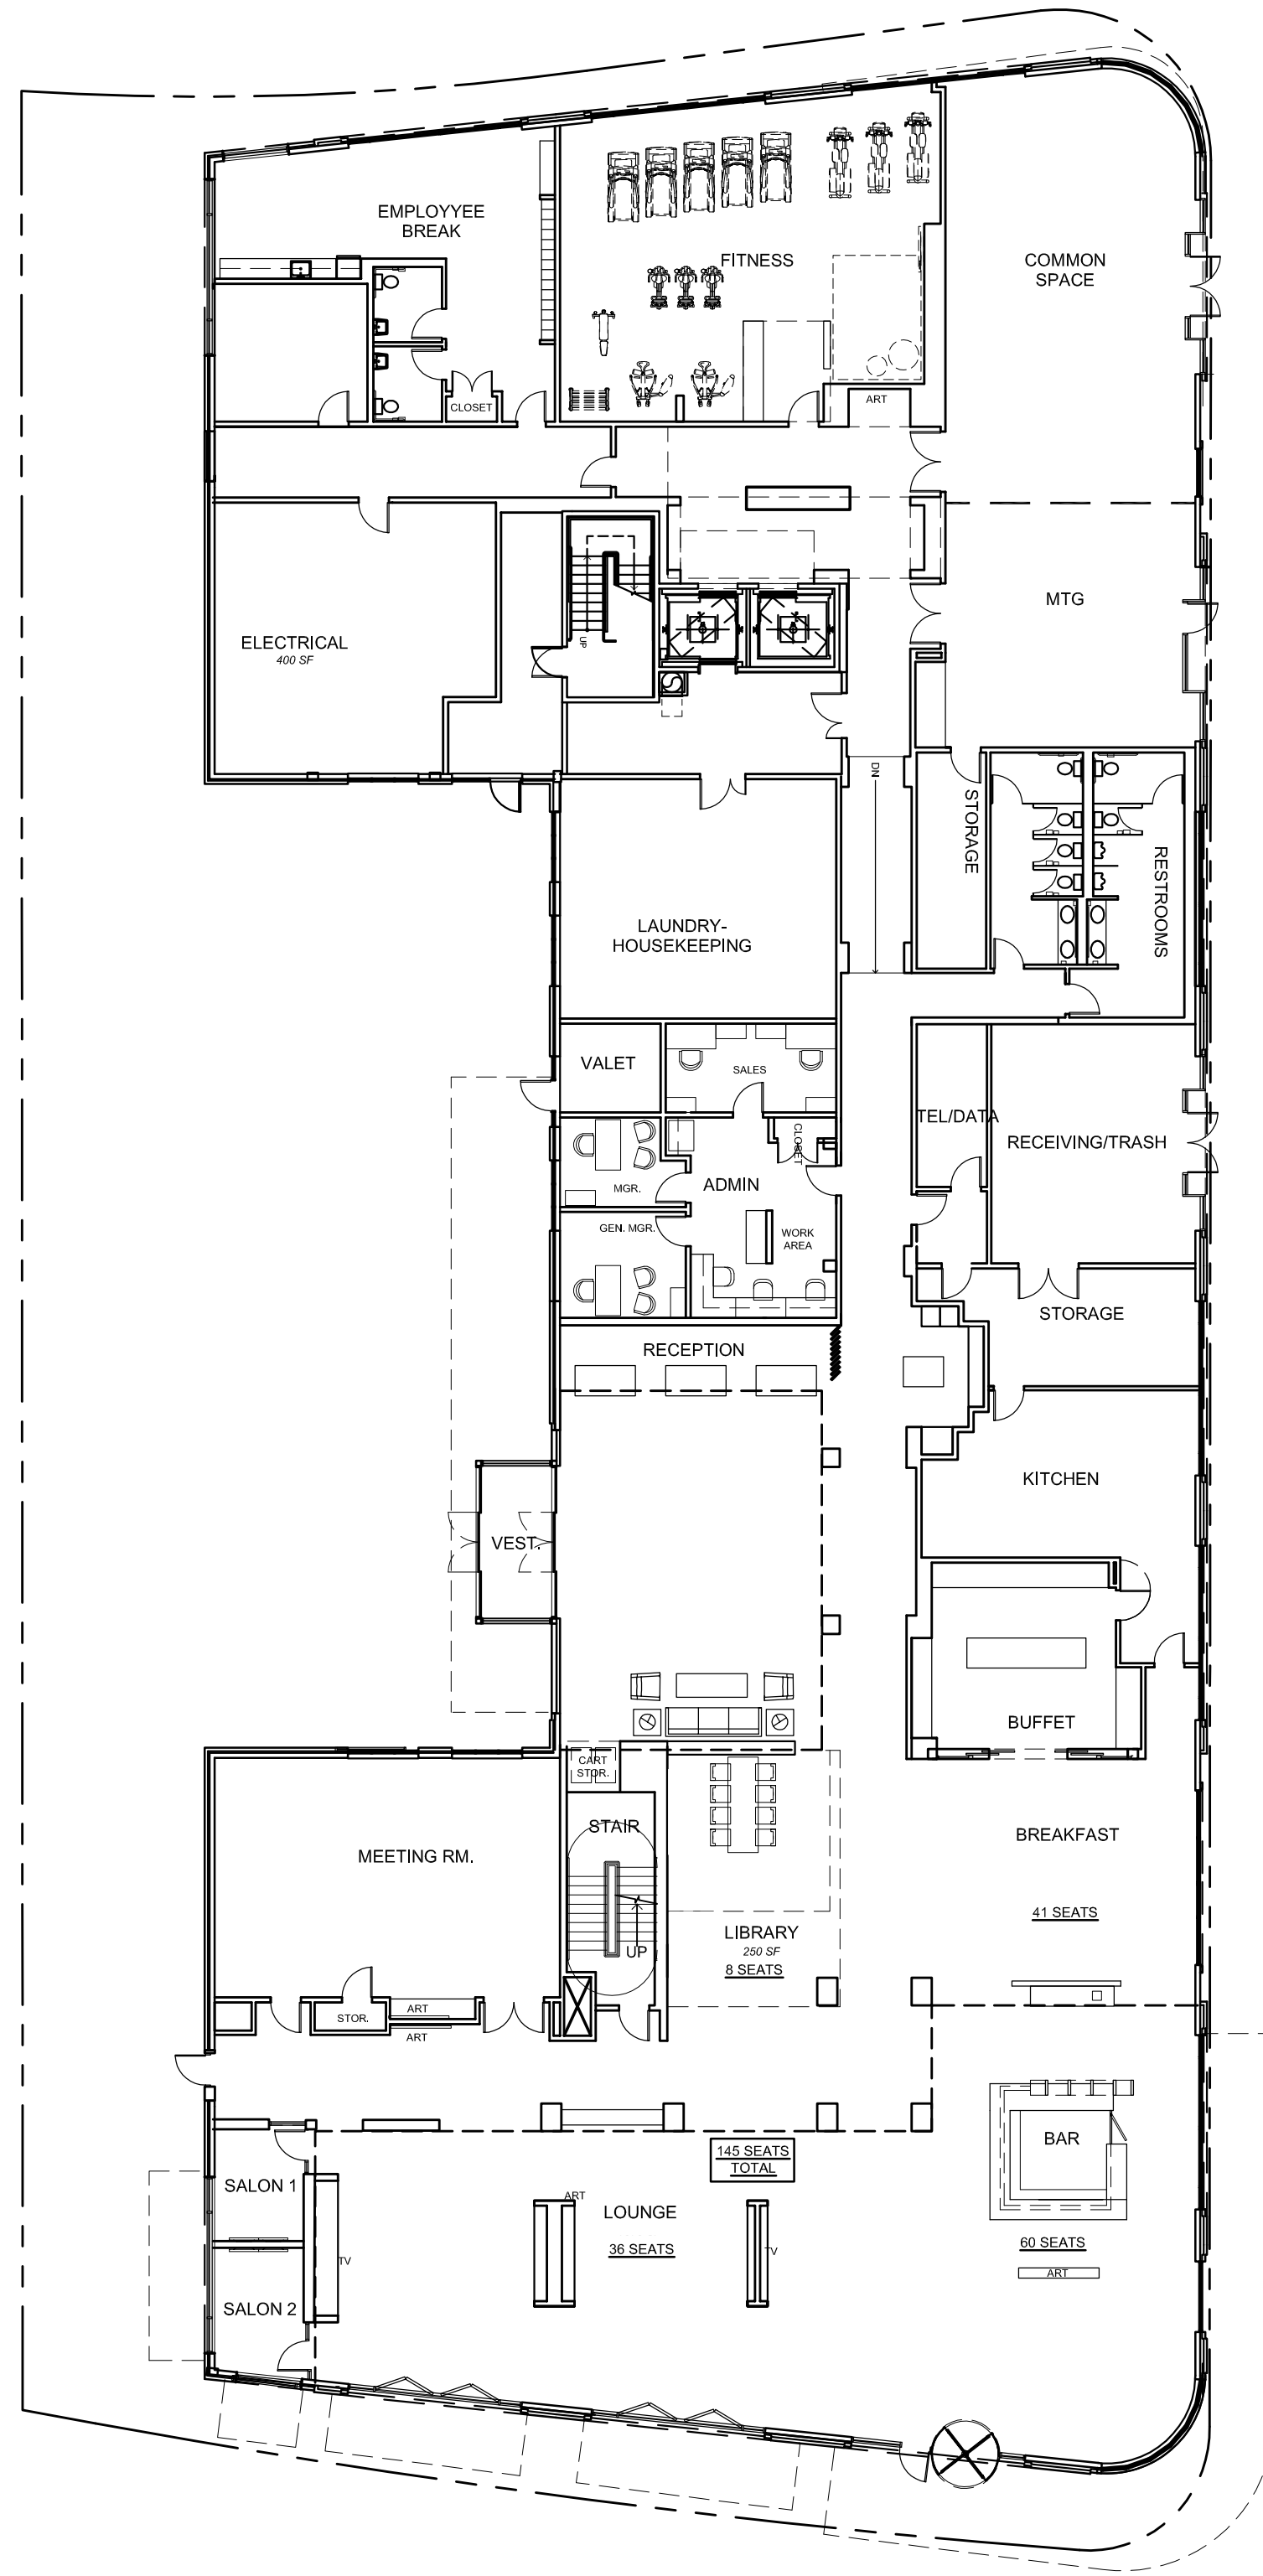 EMPLOYYEE
BREAK
FITNESS
COMMON
SPACE
CLOSET
ART
MTG
ELECTRICAL
400 SF
UP
DN
STORAGE
RESTROOMS
LAUNDRY-
HOUSEKEEPING
VALET
SALES
TEL/DATA
CLOSET
RECEIVING/TRASH
MGR.
ADMIN
GEN. MGR.
WORK
AREA
STORAGE
RECEPTION
KITCHEN
VEST.
BUFFET
CART
STOR.
STAIR
BREAKFAST
MEETING RM.
41 SEATS
LIBRARY
250 SF
8 SEATS
UP
ART
STOR.
ART
BAR
145 SEATS
TOTAL
SALON 1
ART
LOUNGE
60 SEATS
36 SEATS
TV
TV
ART
SALON 2